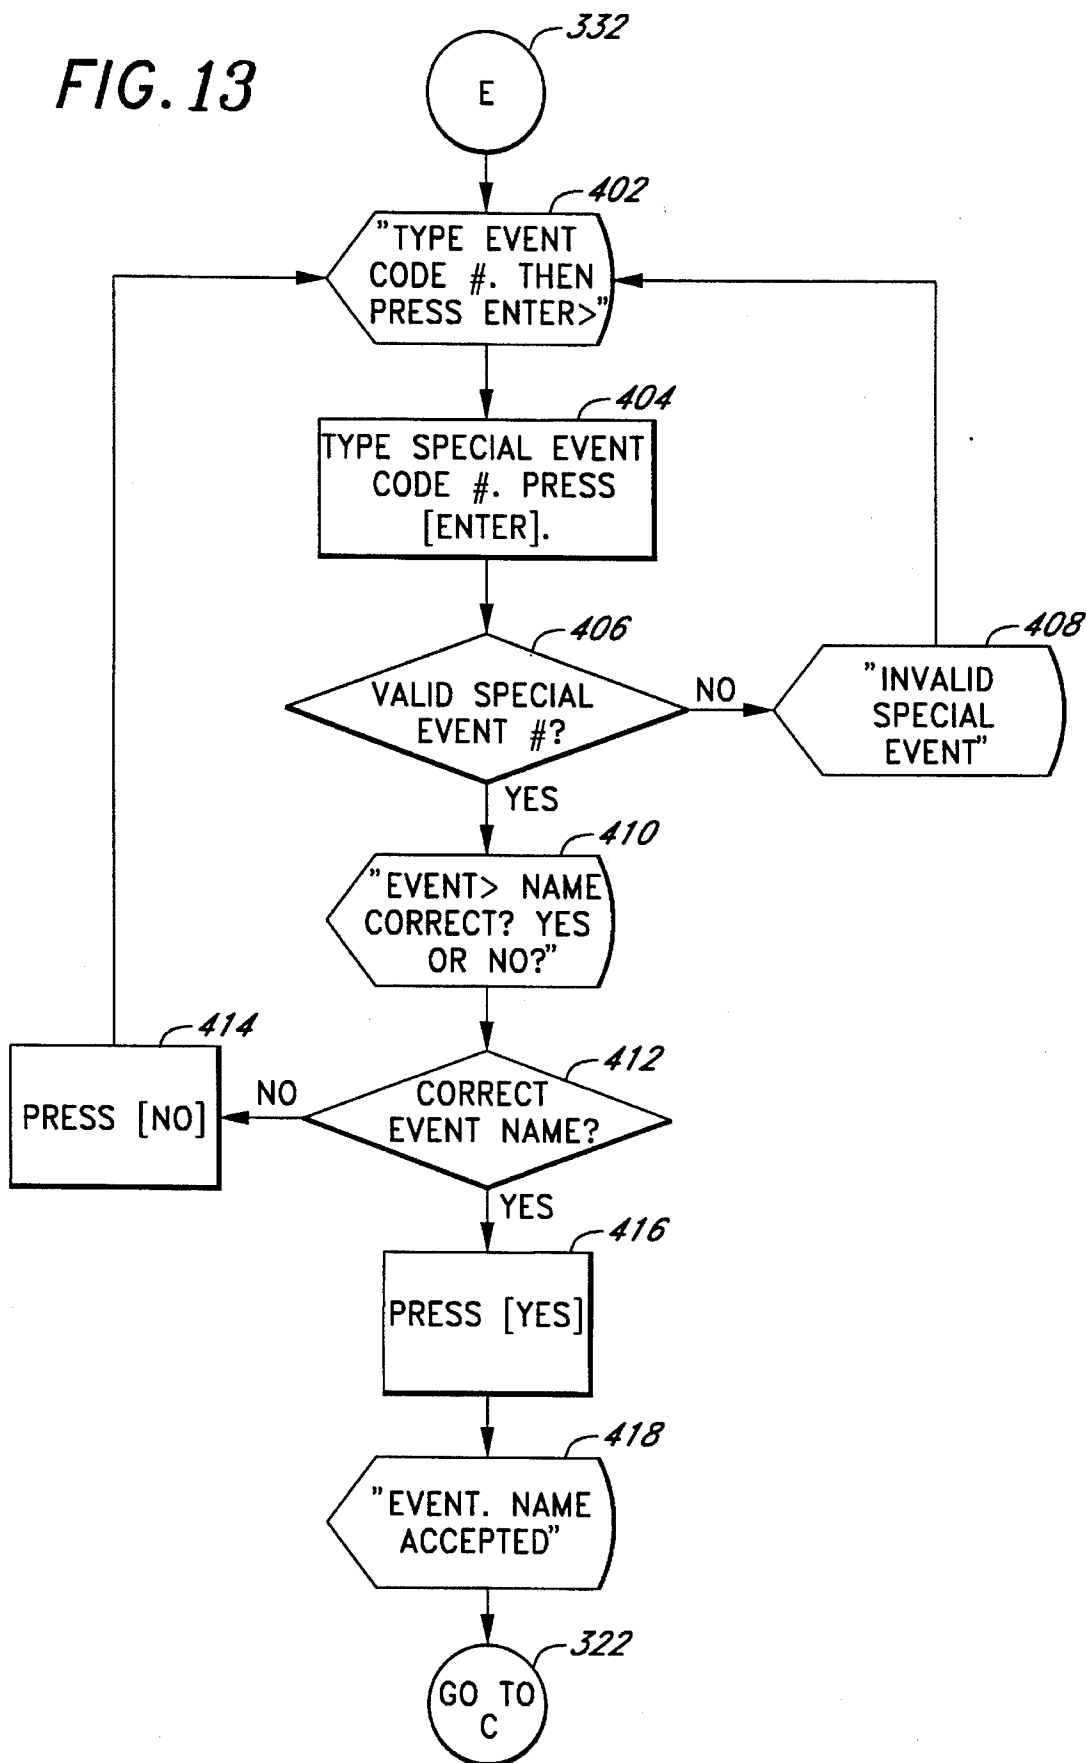 FIG. 13
332
E
402
"TYPE EVENT
CODE #. THEN
PRESS ENTER>"
404
TYPE SPECIAL EVENT
CODE #. PRESS
[ENTER].
406
VALID SPECIAL
EVENT #?
NO
408
"INVALID
SPECIAL
EVENT"
YES
410
"EVENT> NAME
CORRECT? YES
OR NO?"
412
CORRECT
EVENT NAME?
NO
414
PRESS [NO]
YES
416
PRESS [YES]
418
"EVENT. NAME
ACCEPTED"
322
GO TO
C